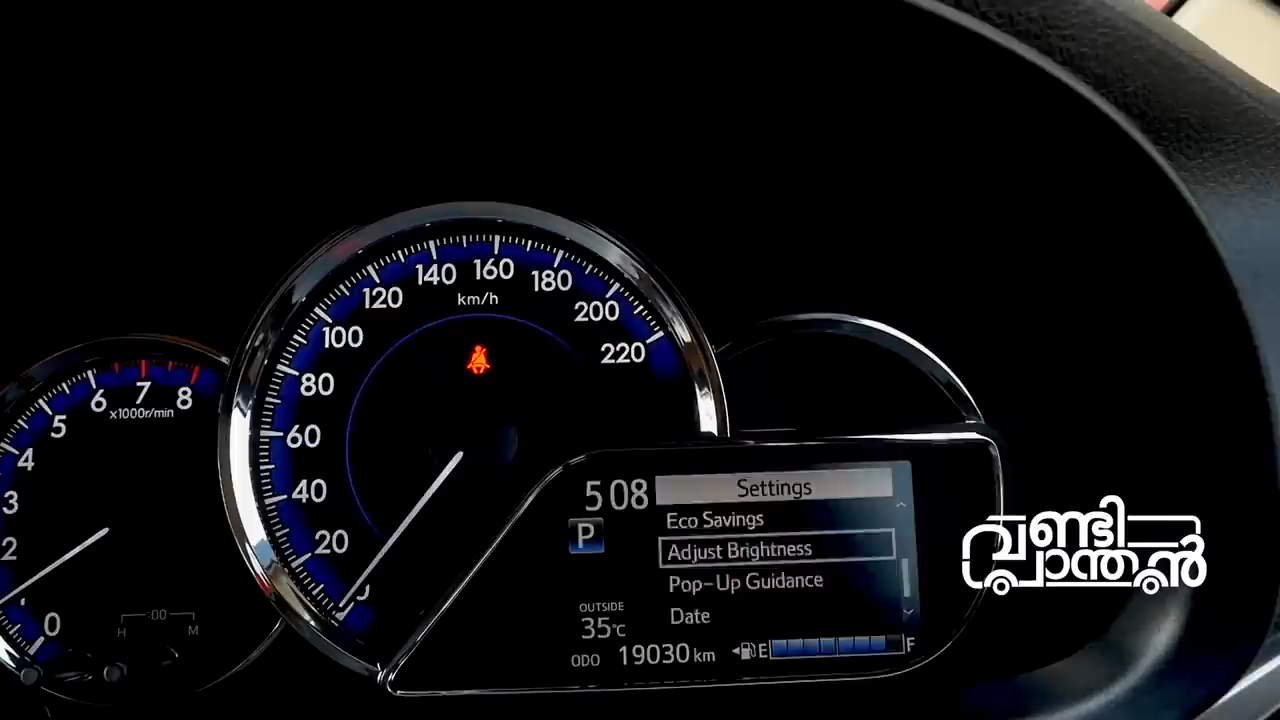 140
160
180
120
km/h
200
100
220
80
60
40
20
0
6
7
8
x1000r/min
5
4
3
2
0
:00
H
M
5 08
Settings
Eco Savings
P
Adjust Brightness
Pop-Up Guidance
Date
OUTSIDE
35°C
ODO 19030 km
E
F
വണ്ടി
പ്രാന്തൻ